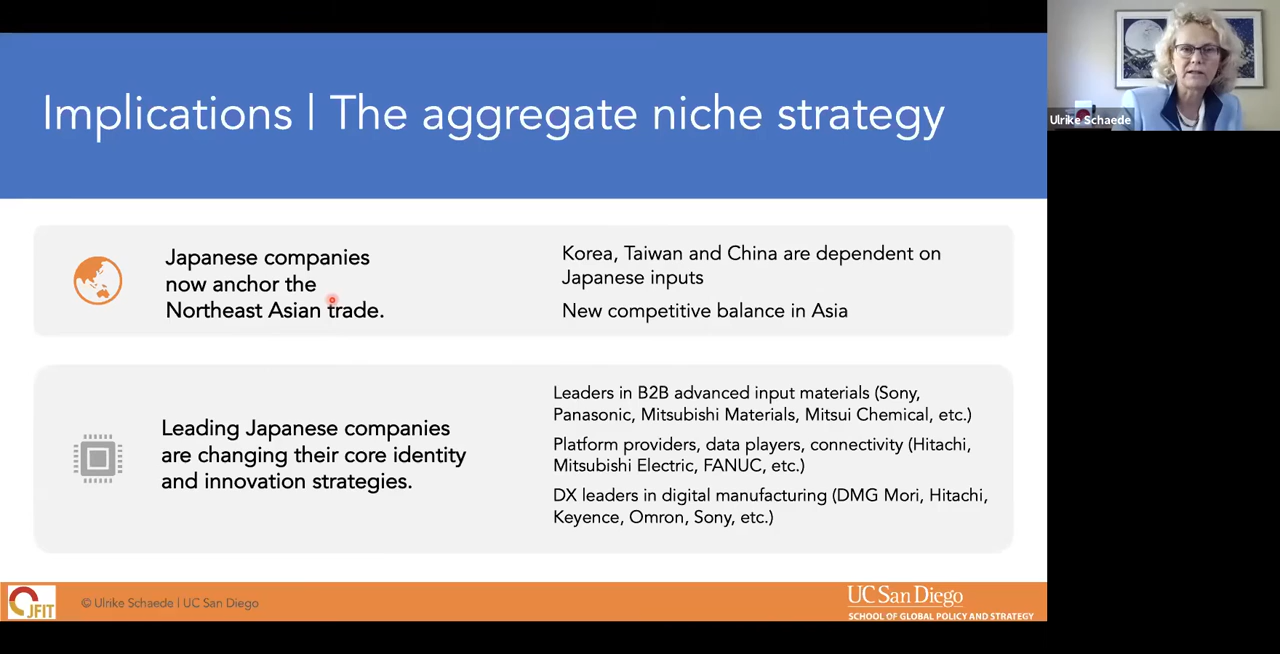 Implications | The aggregate niche strategy
Ulrike Schaede
Japanese companies
now anchor the
Northeast Asian trade.
Korea, Taiwan and China are dependent on
Japanese inputs
New competitive balance in Asia
Leading Japanese companies
are changing their core identity
and innovation strategies.
Leaders in B2B advanced input materials (Sony,
Panasonic, Mitsubishi Materials, Mitsui Chemical, etc.)
Platform providers, data players, connectivity (Hitachi,
Mitsubishi Electric, FANUC, etc.)
DX leaders in digital manufacturing (DMG Mori, Hitachi,
Keyence, Omron, Sony, etc.)
JFIT
© Ulrike Schaede | UC San Diego
UC San Diego
SCHOOL OF GLOBAL POLICY AND STRATEGY